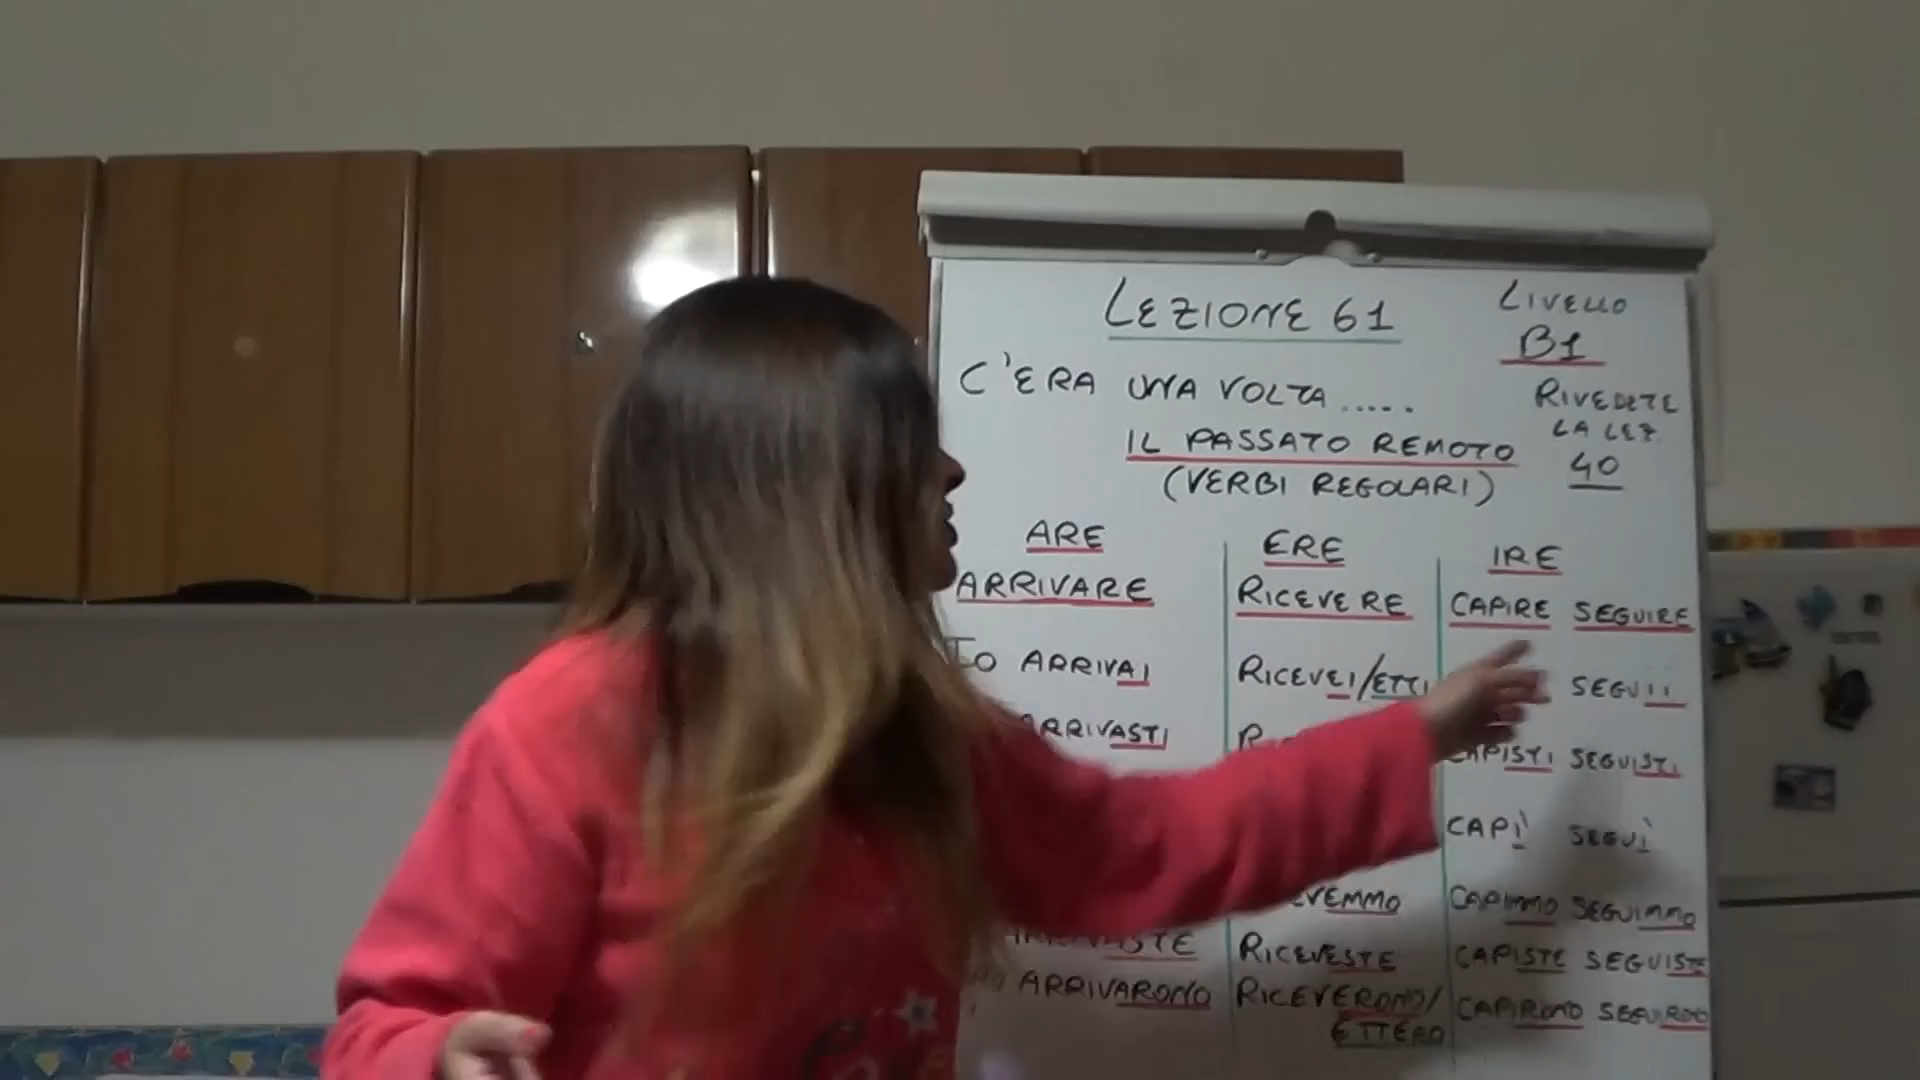 LEZIONE 61
LIVELLO
B1
C'ERA UNA VOLTA.....
RIVEDETE
LA LEZ.
40
IL PASSATO REMOTO
(VERBI REGOLARI)
ARE ERE IRE
ARRIVARE RICEVERE CAPIRE SEGUIRE
IO ARRIVAI RICEVEI/ETTI SEGUII
ARRIVASTI CAPISTI SEGUISTI
CAPÌ SEGUÌ
CAPIMMO SEGUIMMO
RICEVESTE CAPISTE SEGUISTE
ARRIVARONO RICEVERONO/ CAPIRONO SEGUIRONO
ETTERO